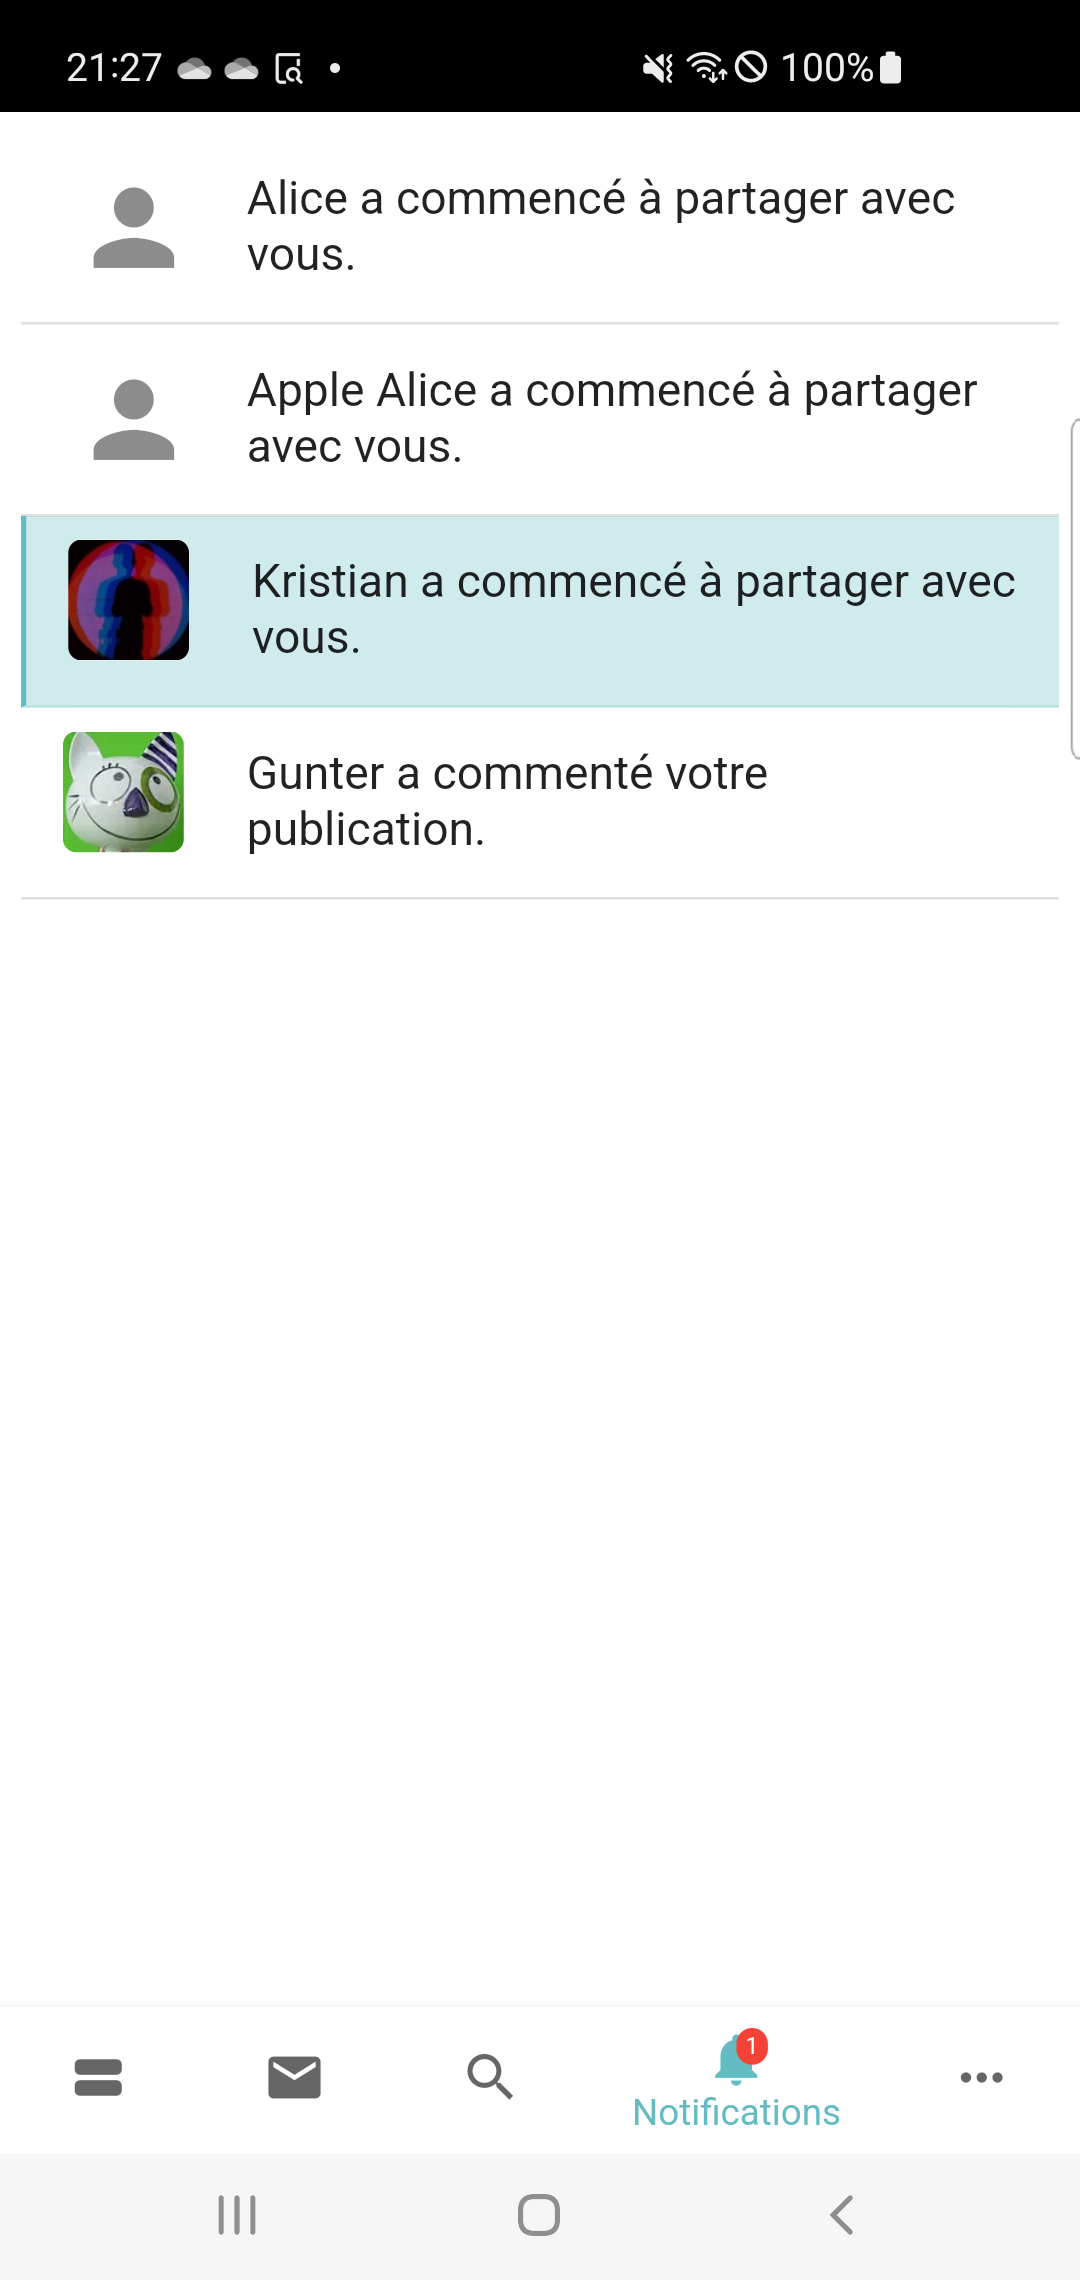 21:27
100%
Alice a commencé à partager avec
vous.
Apple Alice a commencé à partager
avec vous.
Kristian a commencé à partager avec
vous.
Gunter a commenté votre
publication.
1
Notifications